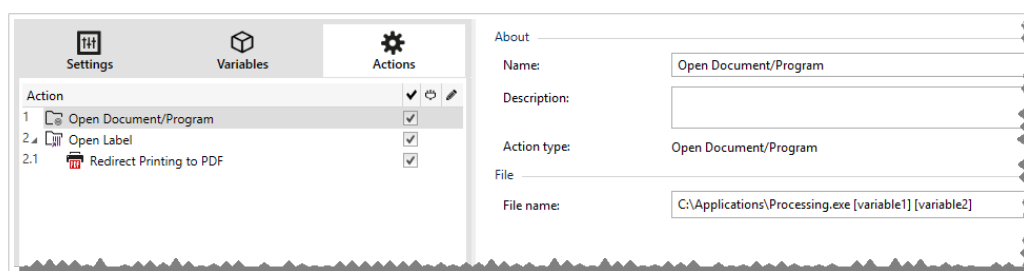 Settings
Variables
Actions
Action
1 Open Document/Program
2 Open Label
2.1 Redirect Printing to PDF
About
Name: Open Document/Program
Description:
Action type: Open Document/Program
File
File name: C:\Applications\Processing.exe [variable1] [variable2]